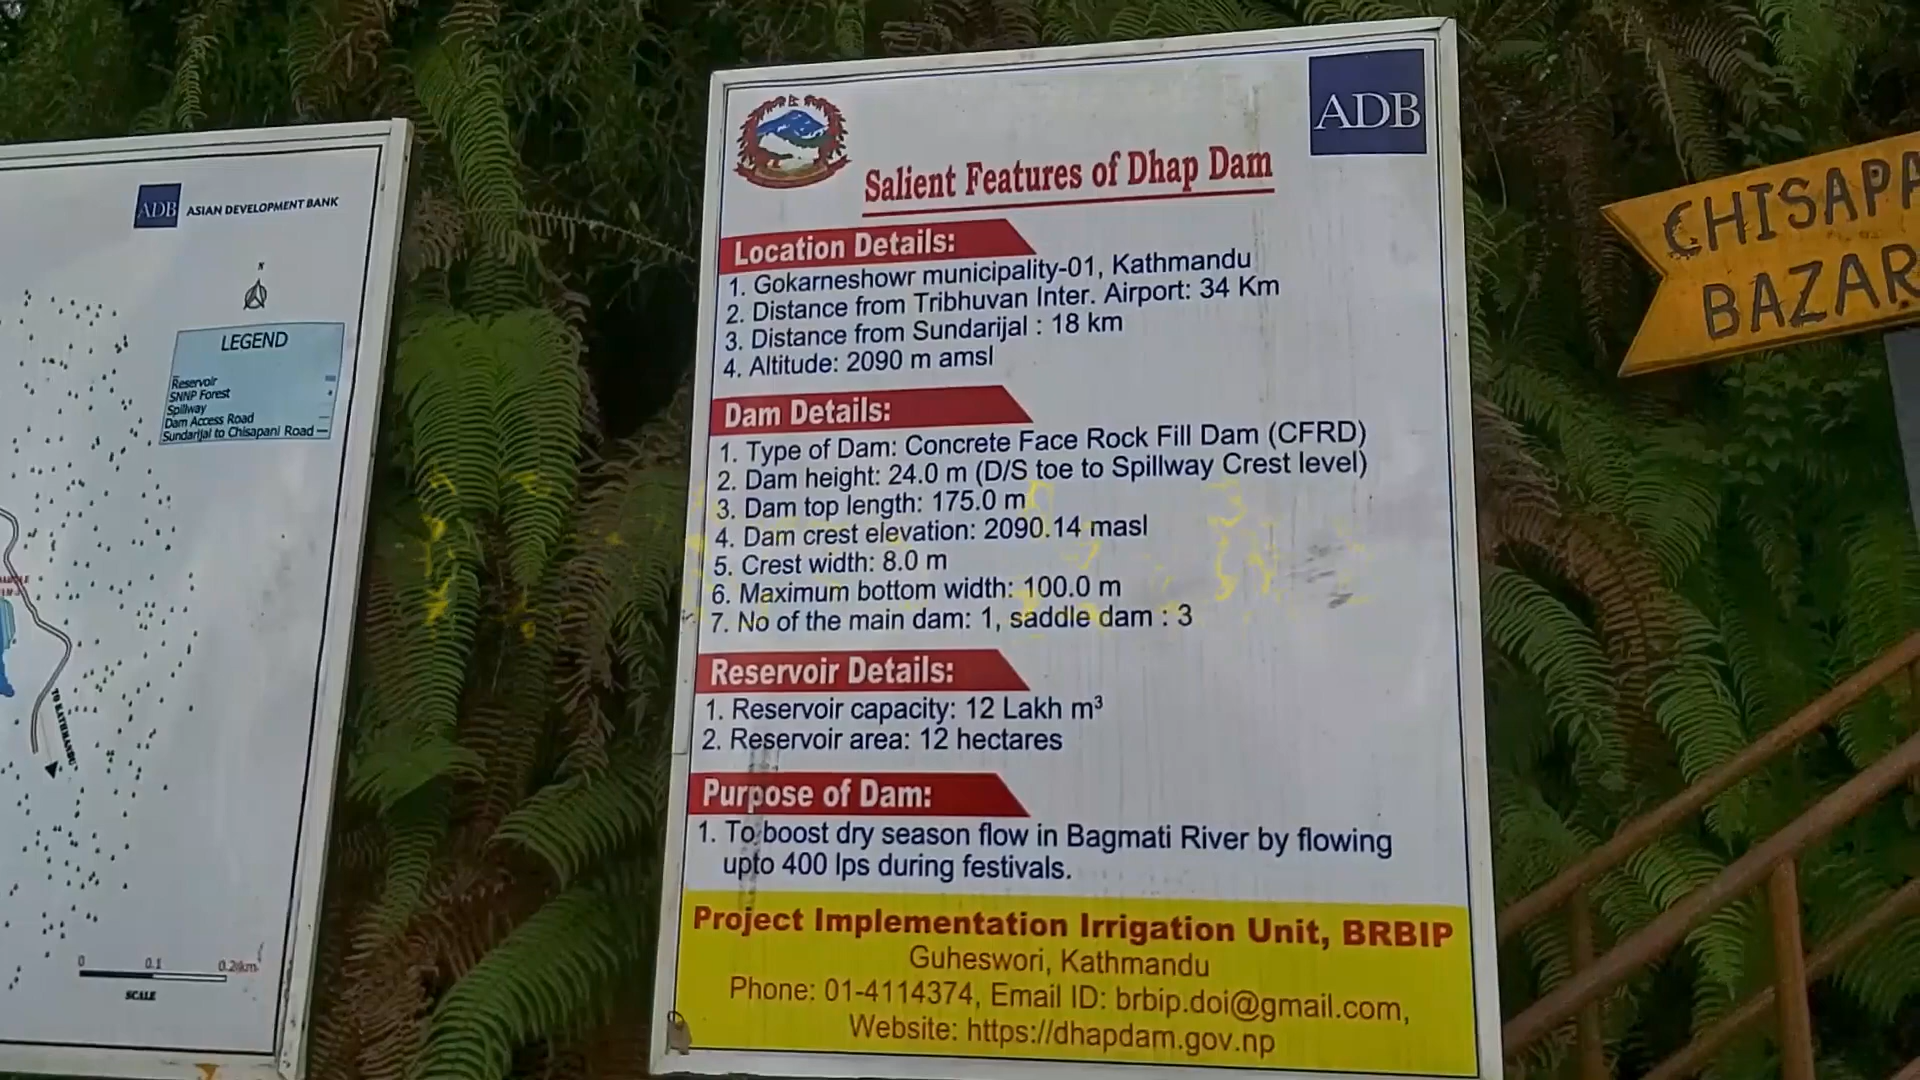 ADB ASIAN DEVELOPMENT BANK
N
LEGEND
Reservoir
SNNP Forest
Spillway
Dam Access Road
Sundarijal to Chisapani Road
TO KATHMANDU
0 0.1 0.2km
SCALE
ADB
Salient Features of Dhap Dam
Location Details:
1. Gokarneshowr municipality-01, Kathmandu
2. Distance from Tribhuvan Inter. Airport: 34 Km
3. Distance from Sundarijal : 18 km
4. Altitude: 2090 m amsl
Dam Details:
1. Type of Dam: Concrete Face Rock Fill Dam (CFRD)
2. Dam height: 24.0 m (D/S toe to Spillway Crest level)
3. Dam top length: 175.0 m
4. Dam crest elevation: 2090.14 masl
5. Crest width: 8.0 m
6. Maximum bottom width: 100.0 m
7. No of the main dam: 1, saddle dam : 3
Reservoir Details:
1. Reservoir capacity: 12 Lakh m³
2. Reservoir area: 12 hectares
Purpose of Dam:
1. To boost dry season flow in Bagmati River by flowing
upto 400 lps during festivals.
Project Implementation Irrigation Unit, BRBIP
Guheswori, Kathmandu
Phone: 01-4114374, Email ID: brbip.doi@gmail.com,
Website: https://dhapdam.gov.np
CHISAPA
BAZAR